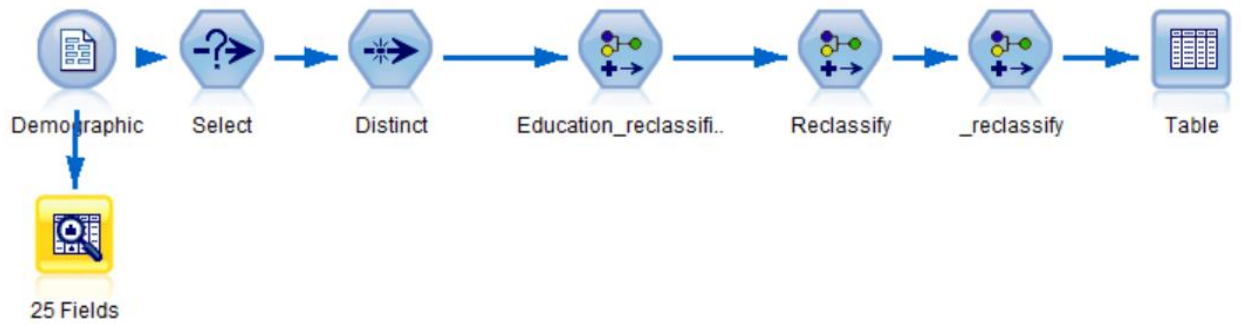 Demographic
Select
Distinct
Education_reclassifi..
Reclassify
_reclassify
Table
25 Fields